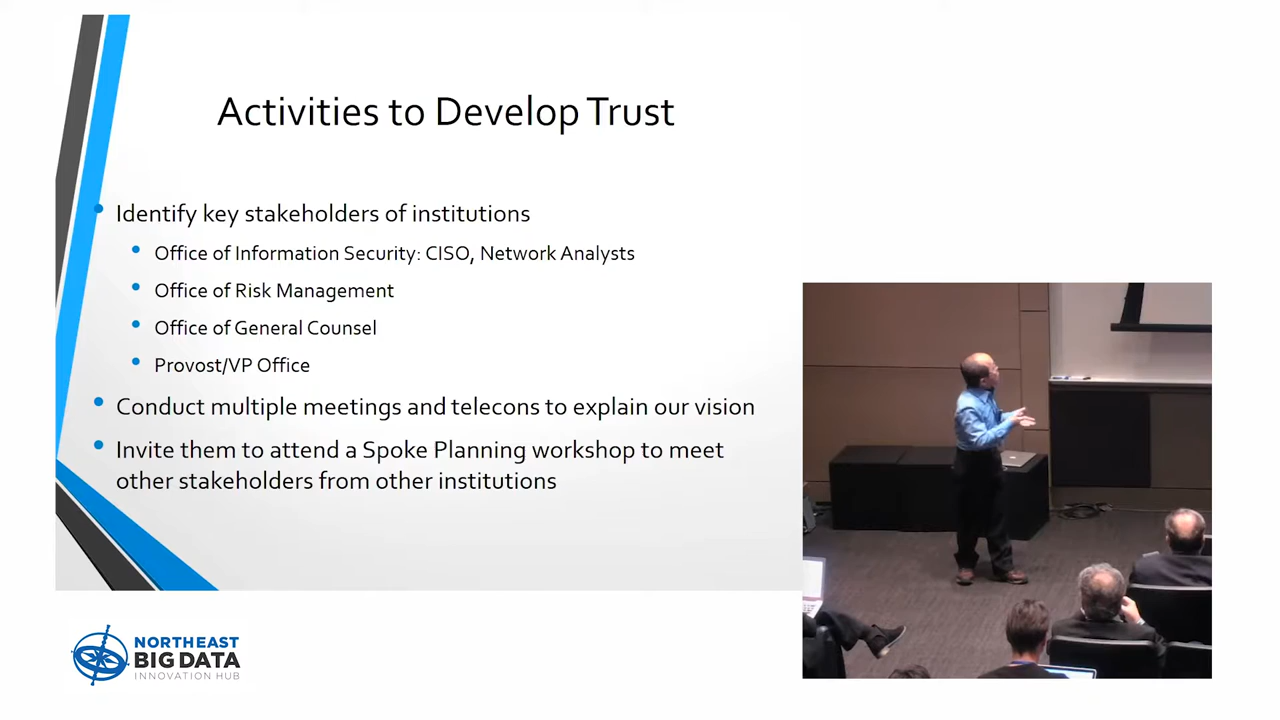 Activities to Develop Trust
Identify key stakeholders of institutions
Office of Information Security: CISO, Network Analysts
Office of Risk Management
Office of General Counsel
Provost/VP Office
Conduct multiple meetings and telecons to explain our vision
Invite them to attend a Spoke Planning workshop to meet
other stakeholders from other institutions
NORTHEAST
BIG DATA
INNOVATION HUB